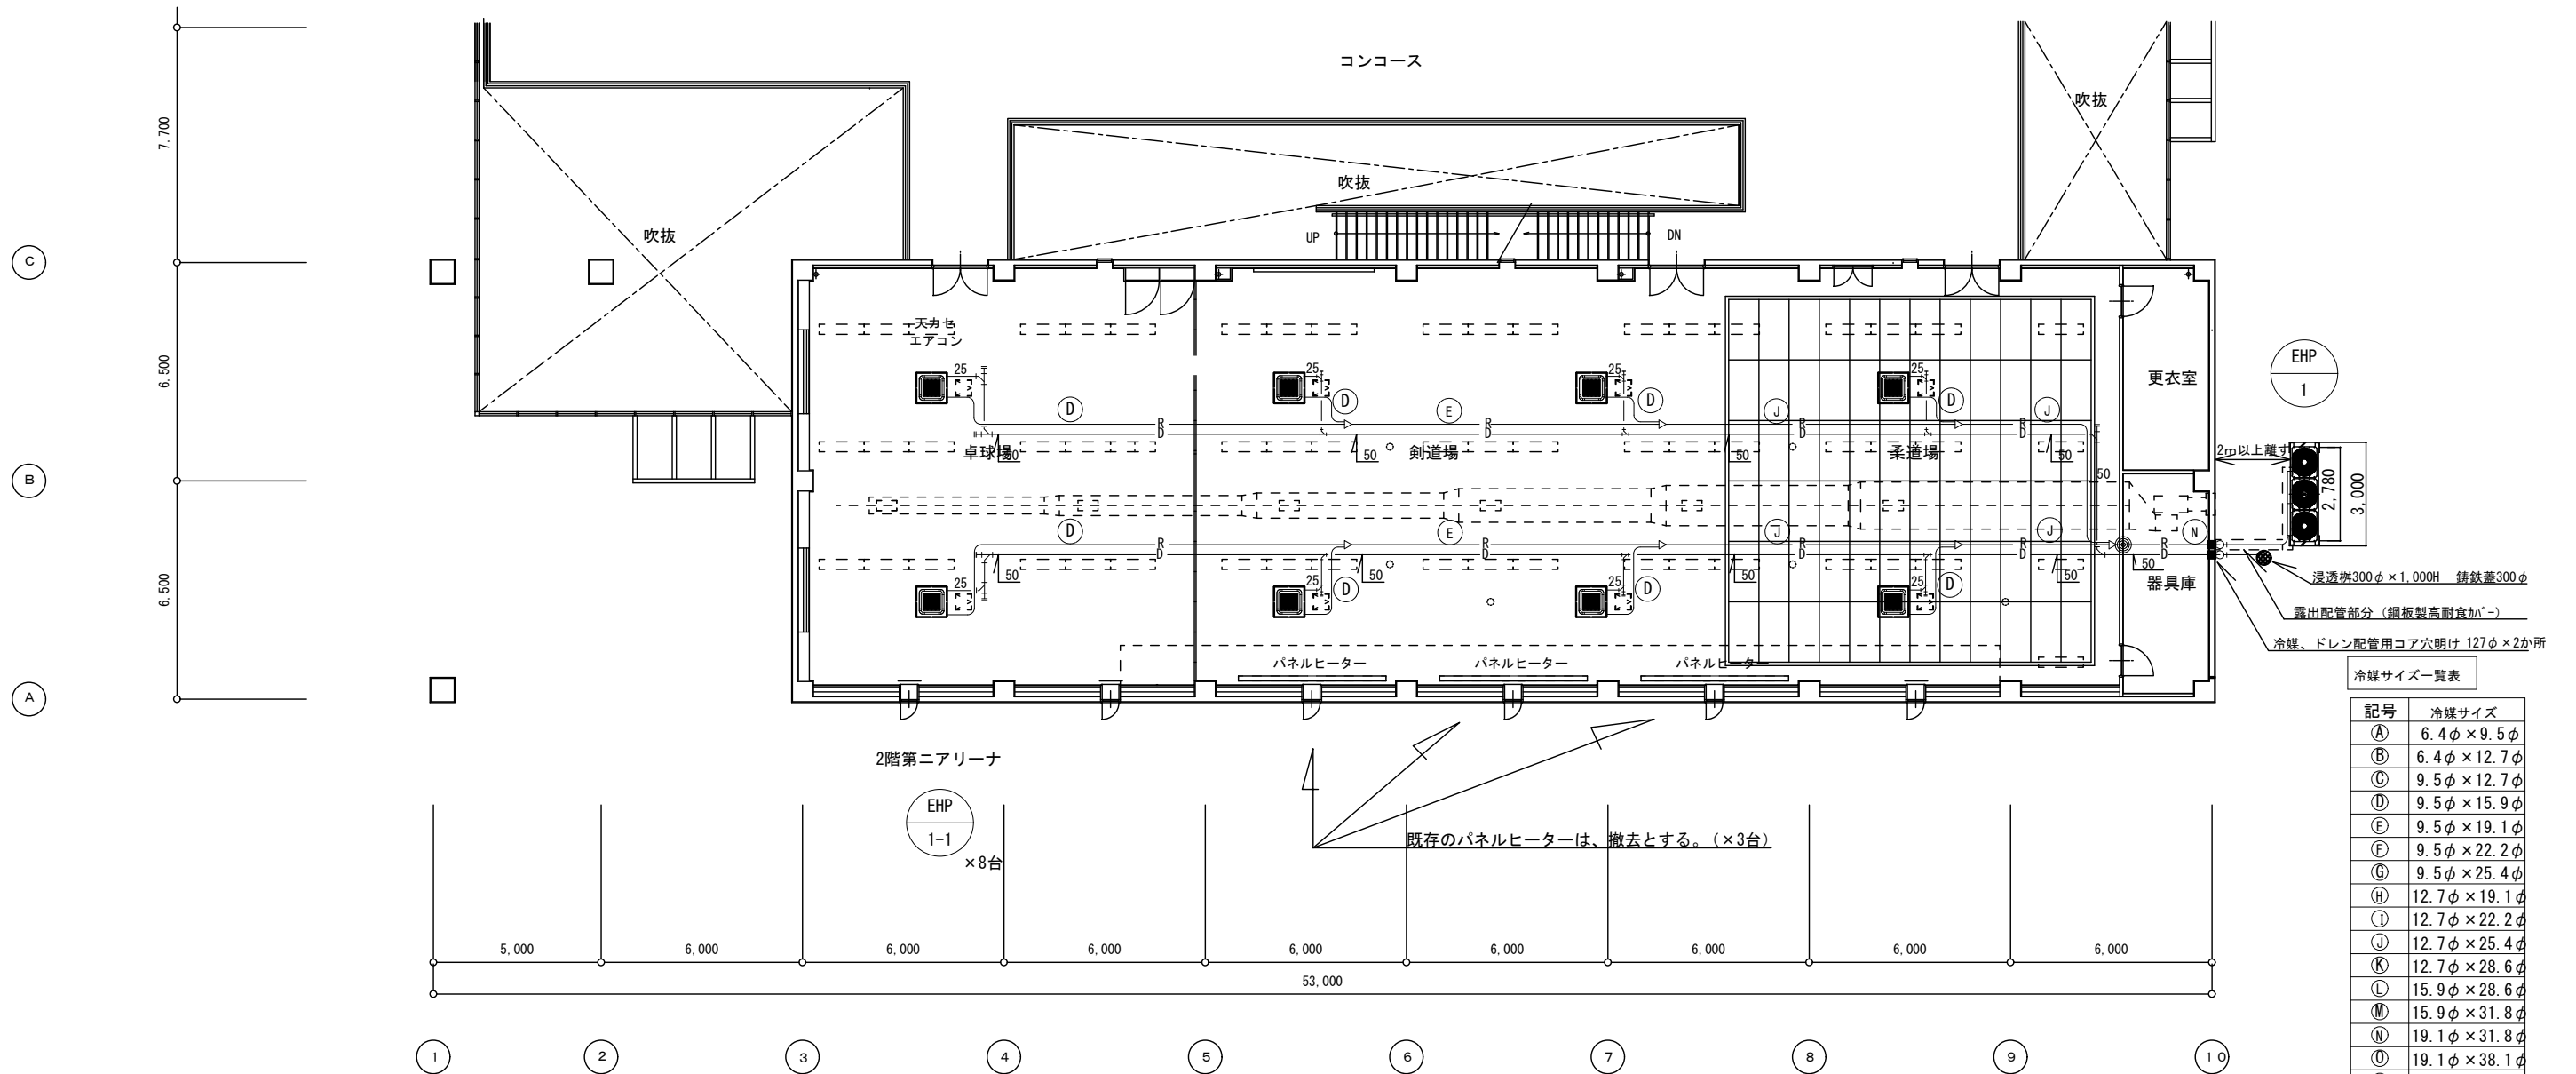 コンコース
吹抜
7,700
吹抜
吹抜
UP
DN
C
天カセ
エアコン
6,500
更衣室
EHP
1
25
25
25
25
D
D
E
D
J
D
J
R
D
R
D
R
D
R
D
卓球場
50
50
剣道場
50
柔道場
50
50
2m以上離す
2,780
3,000
B
D
E
J
J
N
R
D
R
D
R
D
R
D
R
D
50
50
50
50
50
6,500
25
25
25
25
D
D
D
器具庫
浸透桝300φ×1,000H 鋳鉄蓋300φ
露出配管部分（鋼板製高耐食ｶﾊﾞｰ）
冷媒、ドレン配管用コア穴明け 127φ×2か所
パネルヒーター
パネルヒーター
パネルヒーター
A
冷媒サイズ一覧表
記号 冷媒サイズ
A 6.4φ×9.5φ
B 6.4φ×12.7φ
C 9.5φ×12.7φ
D 9.5φ×15.9φ
E 9.5φ×19.1φ
F 9.5φ×22.2φ
G 9.5φ×25.4φ
H 12.7φ×19.1φ
I 12.7φ×22.2φ
J 12.7φ×25.4φ
K 12.7φ×28.6φ
L 15.9φ×28.6φ
M 15.9φ×31.8φ
N 19.1φ×31.8φ
O 19.1φ×38.1φ
2階第二アリーナ
EHP
1-1
×8台
既存のパネルヒーターは、撤去とする。（×3台）
5,000 6,000 6,000 6,000 6,000 6,000 6,000 6,000 6,000
53,000
1 2 3 4 5 6 7 8 9 10